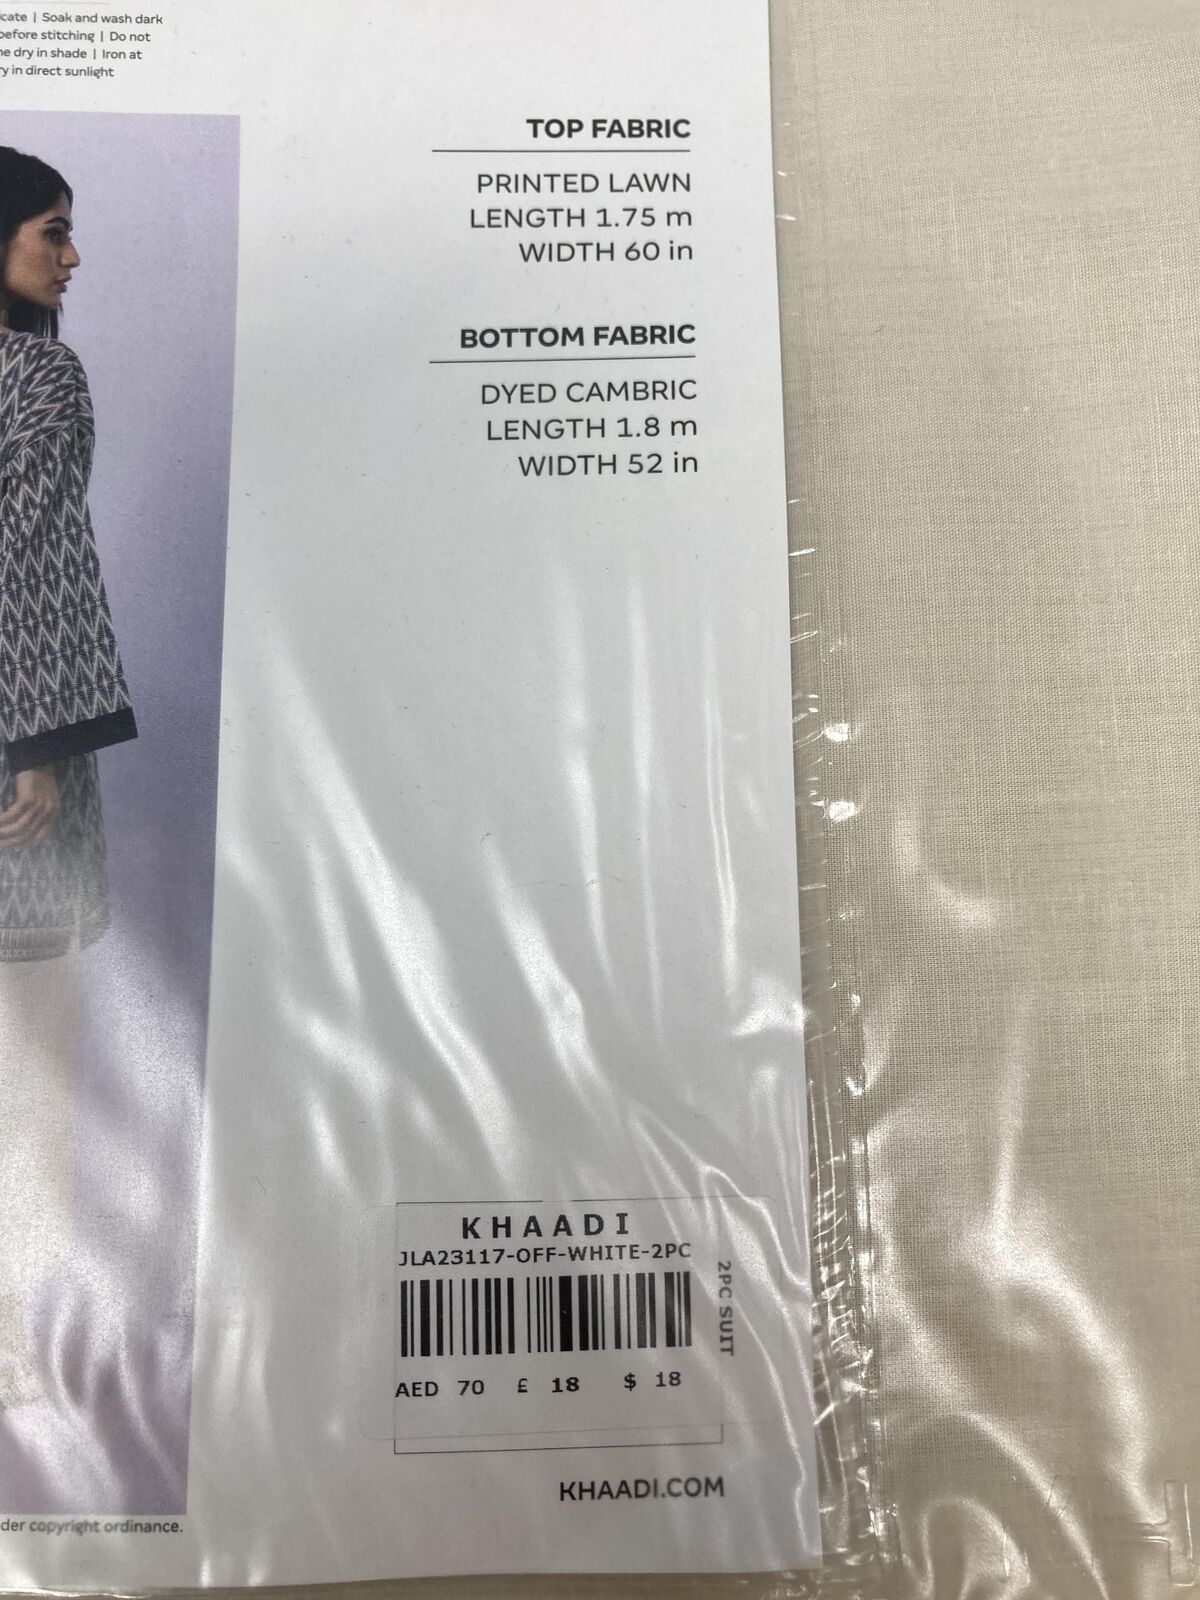 cate | Soak and wash dark
before stitching | Do not
ne dry in shade | Iron at
ry in direct sunlight
TOP FABRIC
PRINTED LAWN
LENGTH 1.75 m
WIDTH 60 in
BOTTOM FABRIC
DYED CAMBRIC
LENGTH 1.8 m
WIDTH 52 in
KHAADI
JLA23117-OFF-WHITE-2PC
2PC SUIT
AED 70 £ 18 $ 18
KHAADI.COM
der copyright ordinance.